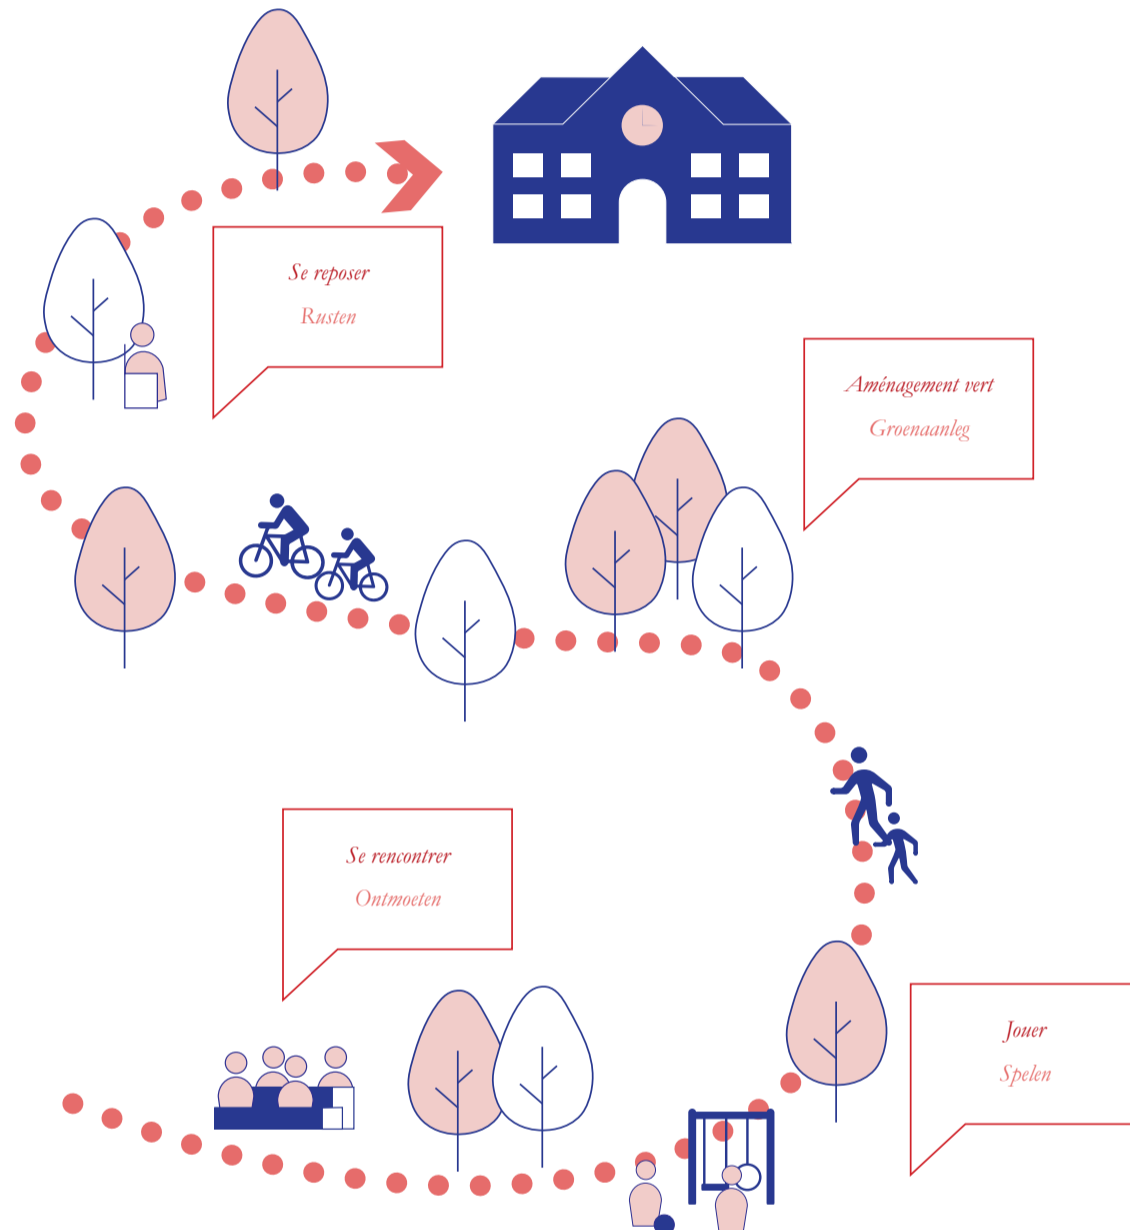 Se reposer
Rusten
Aménagement vert
Groenaanleg
Se rencontrer
Ontmoeten
Jouer
Spelen